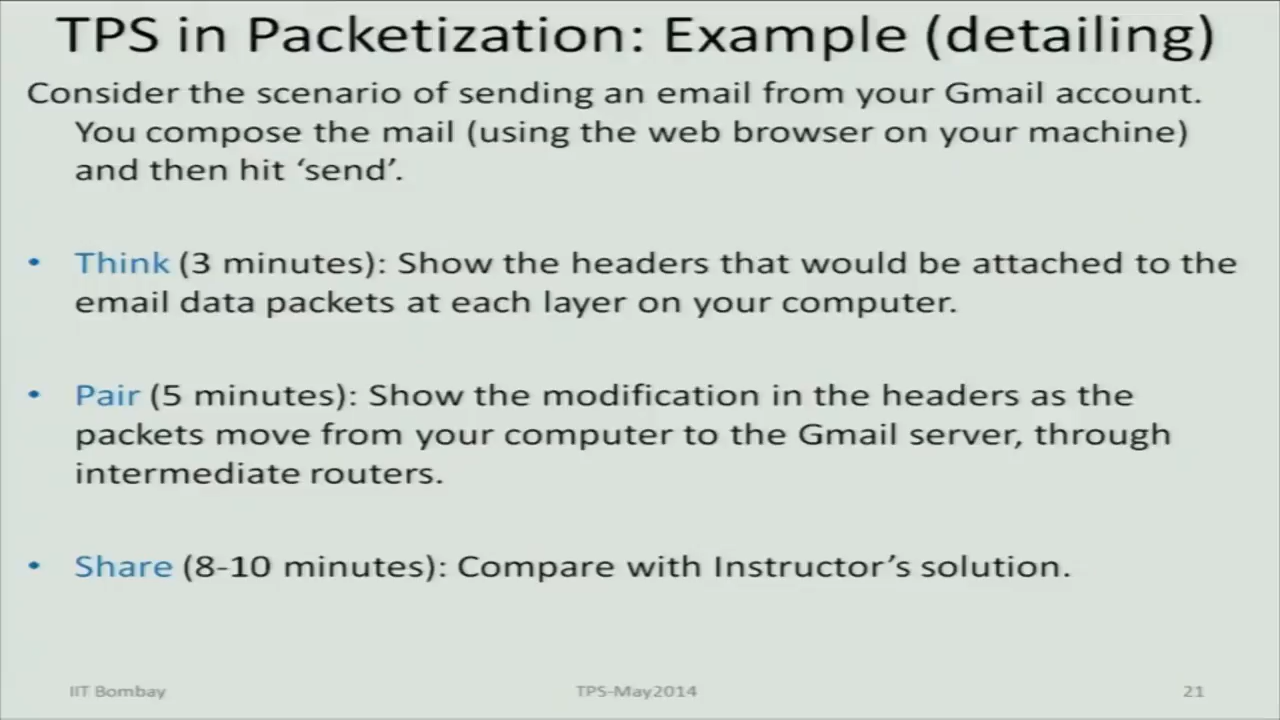 TPS in Packetization: Example (detailing)
Consider the scenario of sending an email from your Gmail account.
You compose the mail (using the web browser on your machine)
and then hit ‘send’.
• Think (3 minutes): Show the headers that would be attached to the
email data packets at each layer on your computer.
• Pair (5 minutes): Show the modification in the headers as the
packets move from your computer to the Gmail server, through
intermediate routers.
• Share (8-10 minutes): Compare with Instructor’s solution.
IIT Bombay
TPS-May2014
21